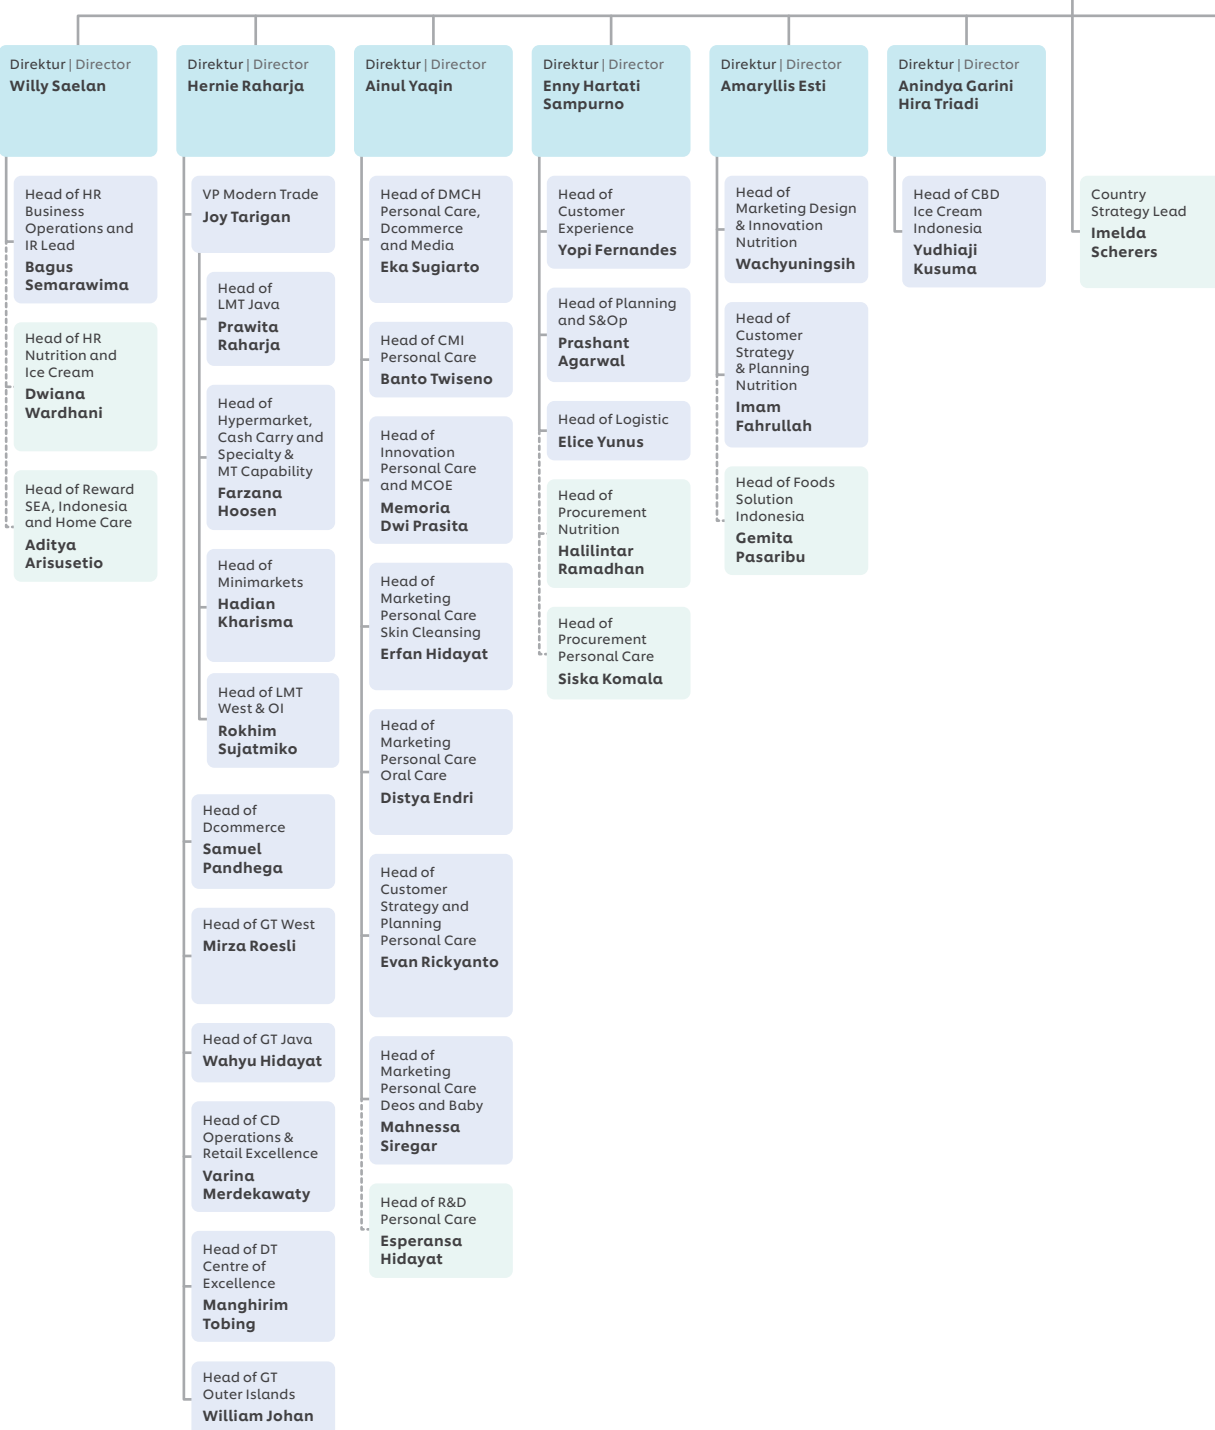 Direktur | Director
Willy Saelan
Head of HR
Business
Operations and
IR Lead
Bagus
Semarawima
Head of HR
Nutrition and
Ice Cream
Dwiana
Wardhani
Head of Reward
SEA, Indonesia
and Home Care
Aditya
Arisusetio
Direktur | Director
Hernie Raharja
VP Modern Trade
Joy Tarigan
Head of
LMT Java
Prawita
Raharja
Head of
Hypermarket,
Cash Carry and
Specialty &
MT Capability
Farzana
Hoosen
Head of
Minimarkets
Hadian
Kharisma
Head of LMT
West & OI
Rokhim
Sujatmiko
Head of
Dcommerce
Samuel
Pandhega
Head of GT West
Mirza Roesli
Head of GT Java
Wahyu Hidayat
Head of CD
Operations &
Retail Excellence
Varina
Merdekawaty
Head of DT
Centre of
Excellence
Manghirim
Tobing
Head of GT
Outer Islands
William Johan
Direktur | Director
Ainul Yaqin
Head of DMCH
Personal Care,
Dcommerce
and Media
Eka Sugiarto
Head of CMI
Personal Care
Banto Twiseno
Head of
Innovation
Personal Care
and MCOE
Memoria
Dwi Prasita
Head of
Marketing
Personal Care
Skin Cleansing
Erfan Hidayat
Head of
Marketing
Personal Care
Oral Care
Distya Endri
Head of
Customer
Strategy and
Planning
Personal Care
Evan Rickyanto
Head of
Marketing
Personal Care
Deos and Baby
Mahnessa
Siregar
Head of R&D
Personal Care
Esperansa
Hidayat
Direktur | Director
Enny Hartati
Sampurno
Head of
Customer
Experience
Yopi Fernandes
Head of Planning
and S&Op
Prashant
Agarwal
Head of Logistic
Elice Yunus
Head of
Procurement
Nutrition
Halilintar
Ramadhan
Head of
Procurement
Personal Care
Siska Komala
Direktur | Director
Amaryllis Esti
Head of
Marketing Design
& Innovation
Nutrition
Wachyuningsih
Head of
Customer
Strategy
& Planning
Nutrition
Imam
Fahrullah
Head of Foods
Solution
Indonesia
Gemita
Pasaribu
Direktur | Director
Anindya Garini
Hira Triadi
Head of CBD
Ice Cream
Indonesia
Yudhiaji
Kusuma
Country
Strategy Lead
Imelda
Scherers